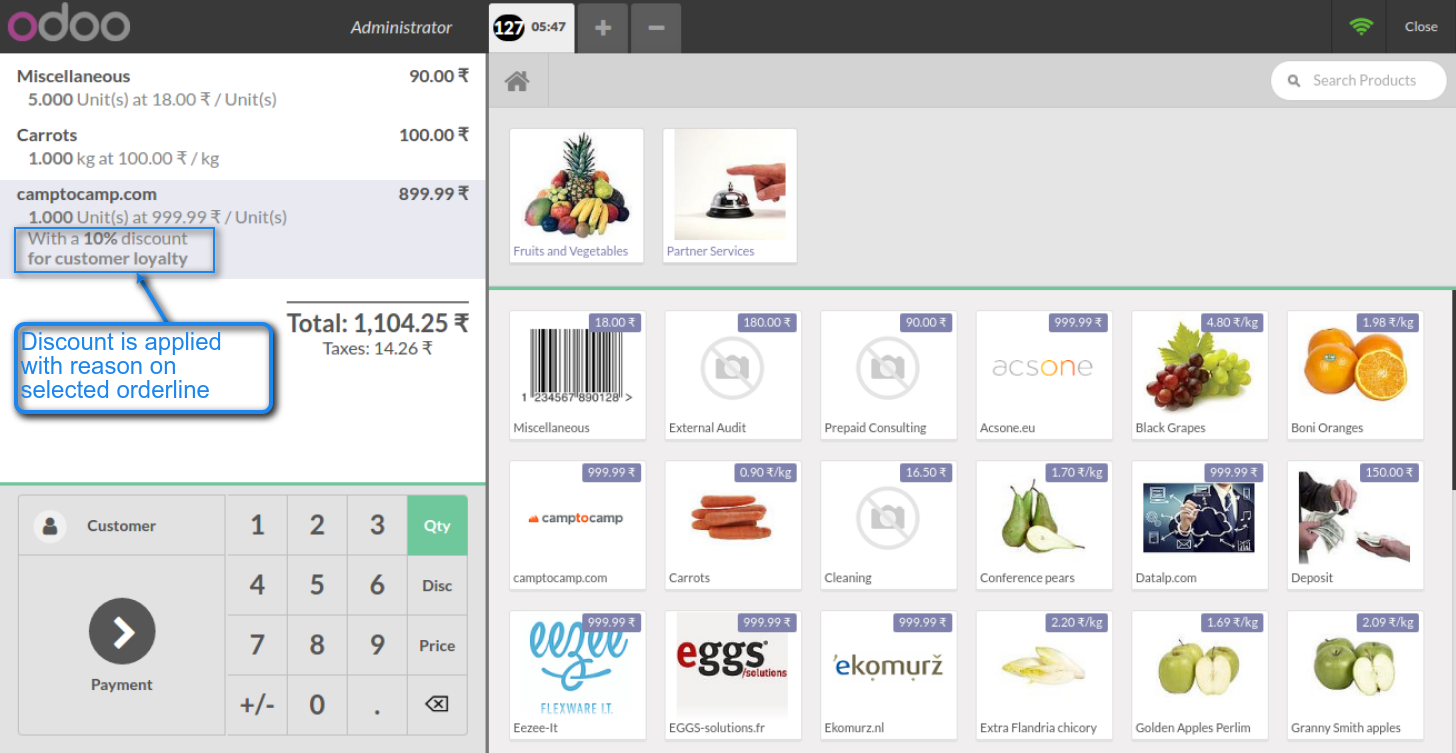 odoo
Administrator
127 05:47
+
−
Close
Miscellaneous 90.00 ₹
5.000 Unit(s) at 18.00 ₹ / Unit(s)
Carrots 100.00 ₹
1.000 kg at 100.00 ₹ / kg
camptocamp.com 899.99 ₹
1.000 Unit(s) at 999.99 ₹ / Unit(s)
With a 10% discount
for customer loyalty
Total: 1,104.25 ₹
Taxes: 14.26 ₹
Discount is applied
with reason on
selected orderline
Customer
Payment
1 2 3 Qty
4 5 6 Disc
7 8 9 Price
+/- 0 .
Search Products
Fruits and Vegetables
Partner Services
18.00 ₹
1 234567 890128 >
Miscellaneous
180.00 ₹
External Audit
90.00 ₹
Prepaid Consulting
999.99 ₹
acsone
Acsone.eu
4.80 ₹/kg
Black Grapes
1.98 ₹/kg
Boni Oranges
999.99 ₹
camptocamp
camptocamp.com
0.90 ₹/kg
Carrots
16.50 ₹
Cleaning
1.70 ₹/kg
Conference pears
999.99 ₹
Datalp.com
150.00 ₹
Deposit
999.99 ₹
eezee
FLEXWARE I.T.
Eezee-It
999.99 ₹
eggs
/solutions
EGGS-solutions.fr
999.99 ₹
'ekomurž
Ekomurz.nl
2.20 ₹/kg
Extra Flandria chicory
1.69 ₹/kg
Golden Apples Perlim
2.09 ₹/kg
Granny Smith apples